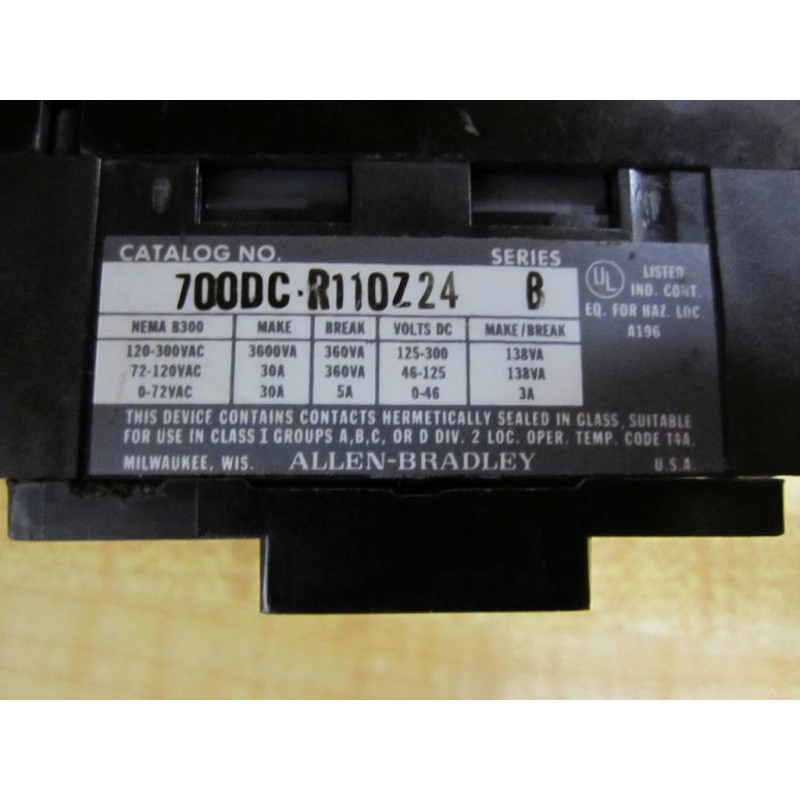 CATALOG NO. SERIES
700DC-R110Z24 B
UL LISTED
IND. CONT.
EQ. FOR HAZ. LOC.
A196
NEMA B300 MAKE BREAK VOLTS DC MAKE/BREAK
120-300VAC 3600VA 360VA 125-300 138VA
72-120VAC 30A 360VA 46-125 138VA
0-72VAC 30A 5A 0-46 3A
THIS DEVICE CONTAINS CONTACTS HERMETICALLY SEALED IN GLASS, SUITABLE
FOR USE IN CLASS I GROUPS A,B,C, OR D DIV. 2 LOC. OPER. TEMP. CODE T4A.
MILWAUKEE, WIS. ALLEN-BRADLEY U.S.A.